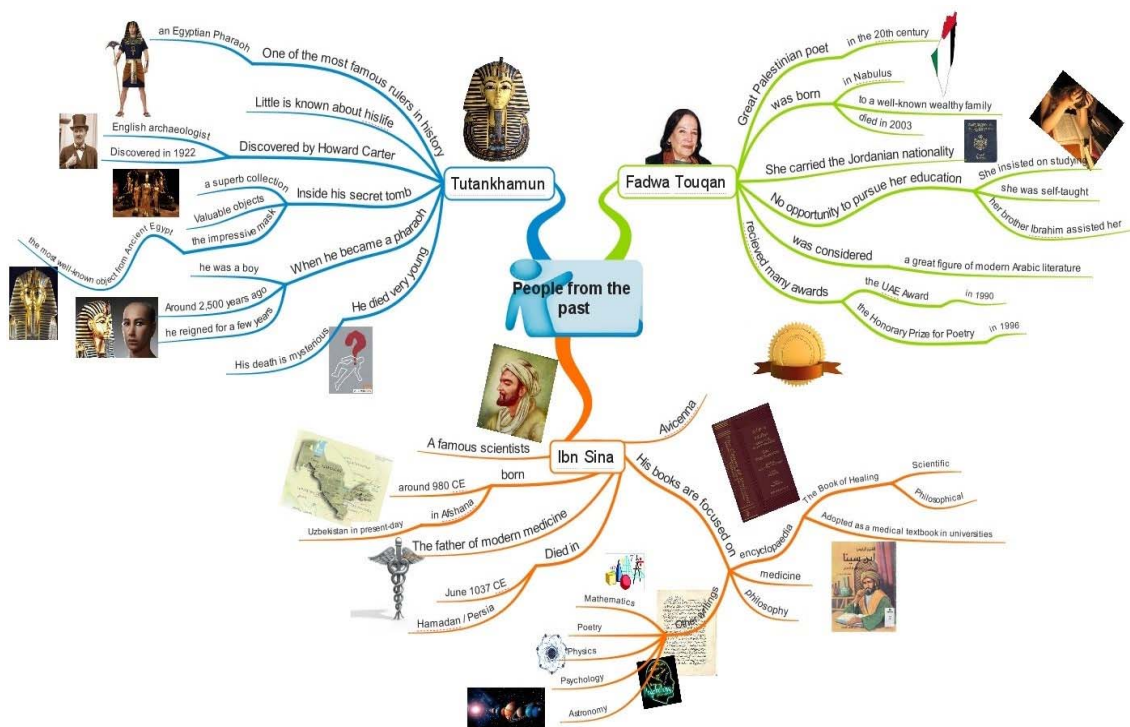 People from the
past
Tutankhamun
One of the most famous rulers in history
an Egyptian Pharaoh
Little is known about hislife
Discovered by Howard Carter
English archaeologist
Discovered in 1922
Inside his secret tomb
a superb collection
Valuable objects
the impressive mask
the most well-known object from Ancient Egypt
When he became a pharaoh
he was a boy
Around 2,500 years ago
he reigned for a few years
He died very young
His death is mysterious
Fadwa Touqan
Great Palestinian poet
in the 20th century
was born
in Nabulus
to a well-known wealthy family
died in 2003
She carried the Jordanian nationality
No opportunity to pursue her education
She insisted on studying
she was self-taught
her brother Ibrahim assisted her
was considered
a great figure of modern Arabic literature
recieved many awards
the UAE Award
in 1990
the Honorary Prize for Poetry
in 1996
Ibn Sina
Avicenna
A famous scientists
born
around 980 CE
in Afshana
Uzbekistan in present-day
The father of modern medicine
Died in
June 1037 CE
Hamadan / Persia
His books are focused on
encyclopaedia
The Book of Healing
Scientific
Philosophical
Adopted as a medical textbook in universities
medicine
philosophy
Other writings
Mathematics
Poetry
Physics
Psychology
Astronomy
ابن سينا